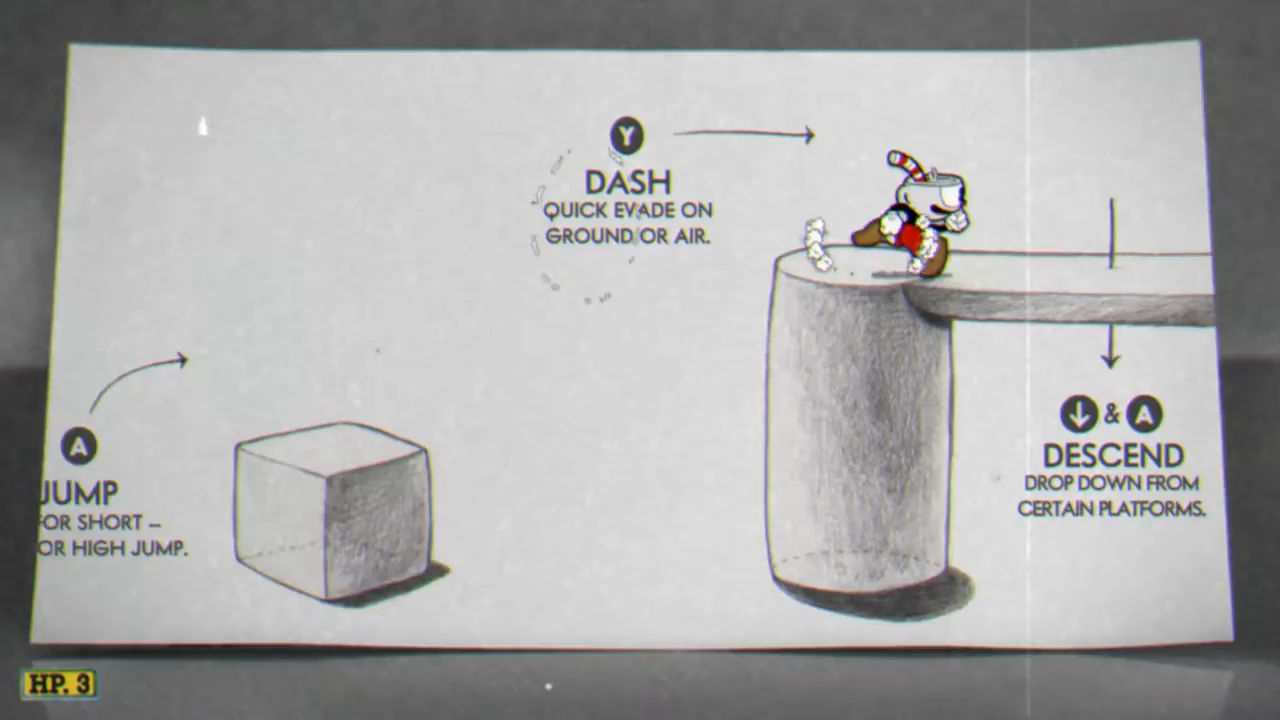 Y
DASH
QUICK EVADE ON
GROUND OR AIR.
A
JUMP
FOR SHORT –
OR HIGH JUMP.
↓ & A
DESCEND
DROP DOWN FROM
CERTAIN PLATFORMS.
HP. 3